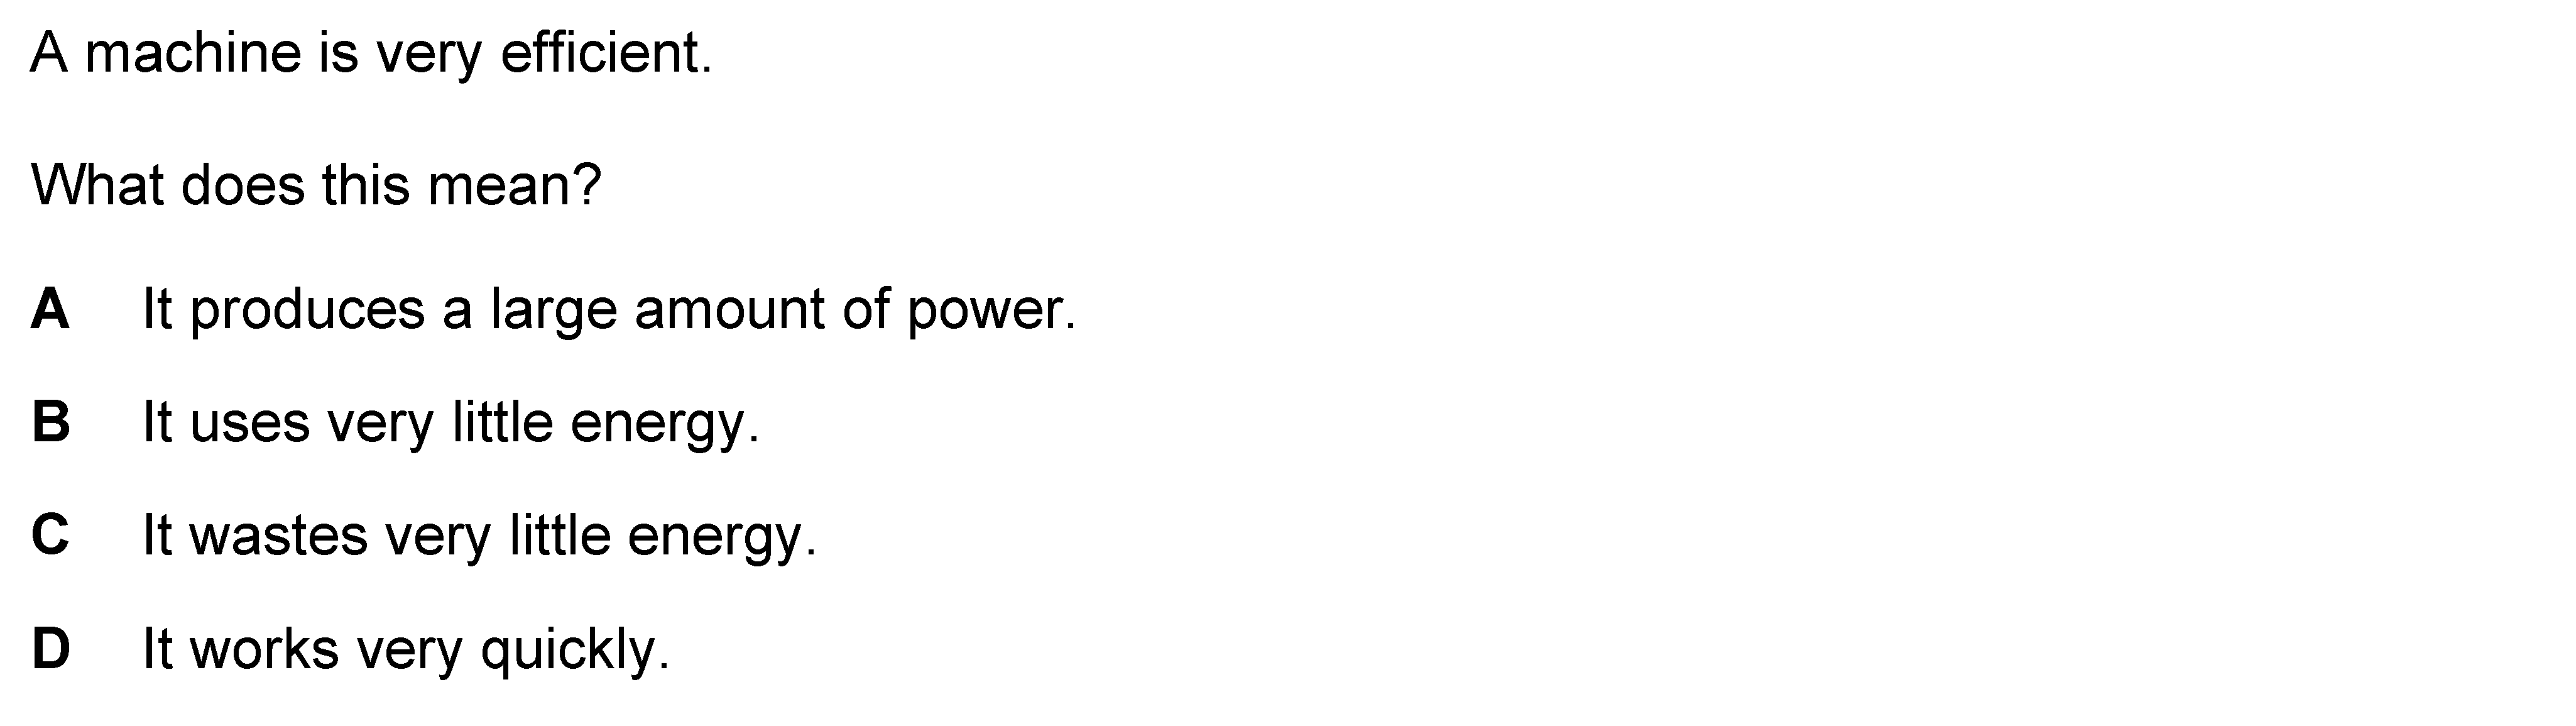 A machine is very efficient.
What does this mean?
A It produces a large amount of power.
B It uses very little energy.
C It wastes very little energy.
D It works very quickly.